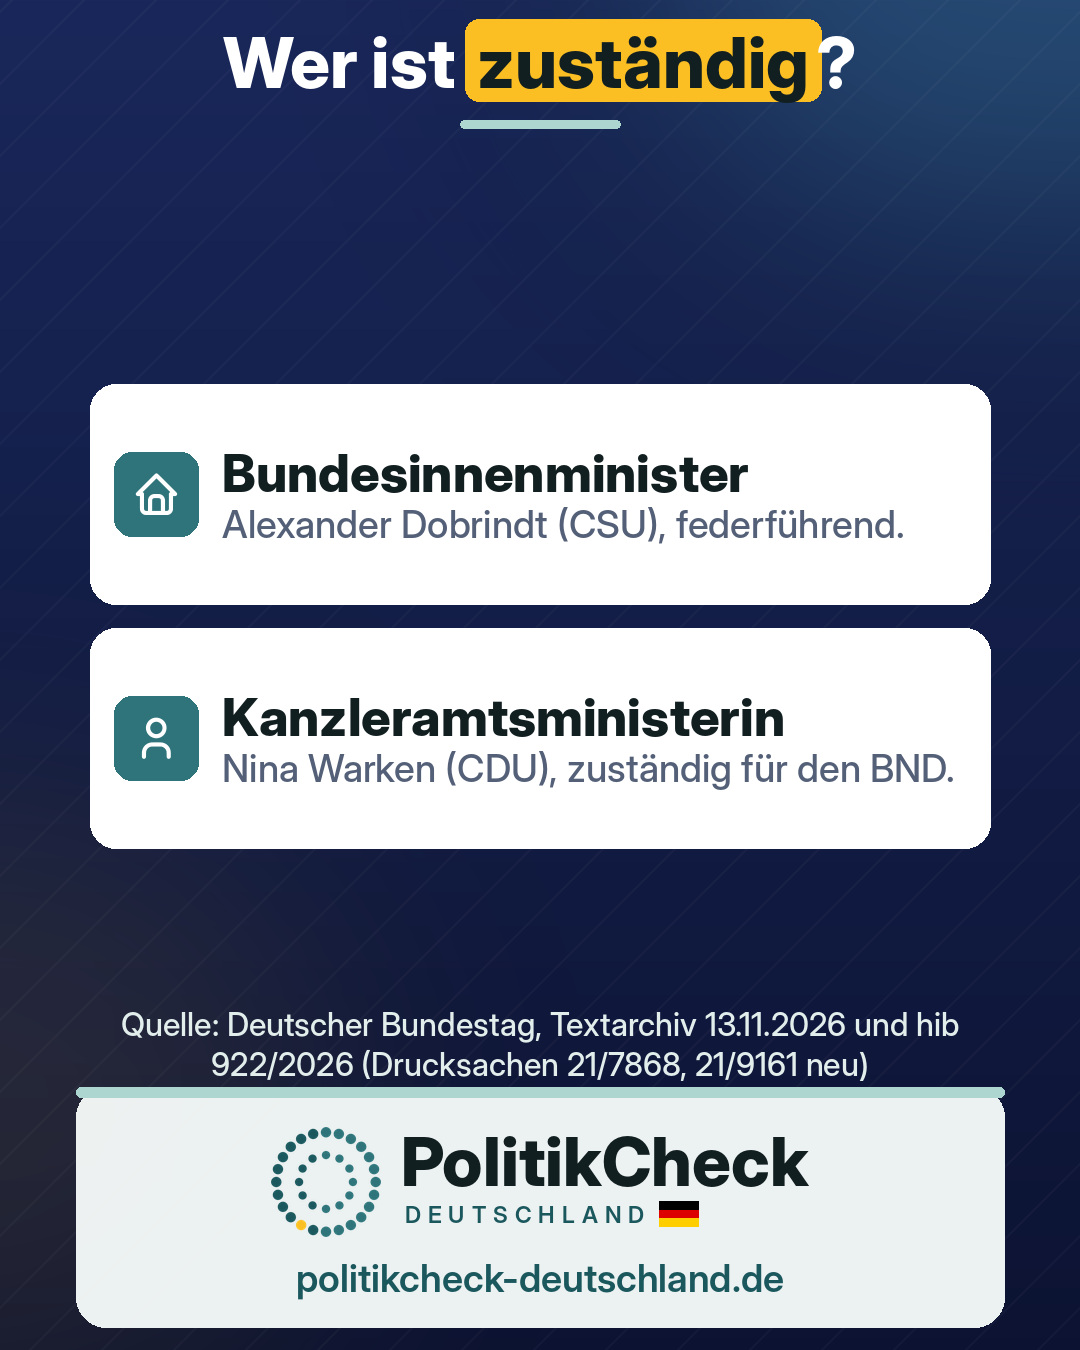 Wer ist zuständig?
Bundesinnenminister
Alexander Dobrindt (CSU), federführend.
Kanzleramtsministerin
Nina Warken (CDU), zuständig für den BND.
Quelle: Deutscher Bundestag, Textarchiv 13.11.2026 und hib
922/2026 (Drucksachen 21/7868, 21/9161 neu)
PolitikCheck
DEUTSCHLAND
politikcheck-deutschland.de